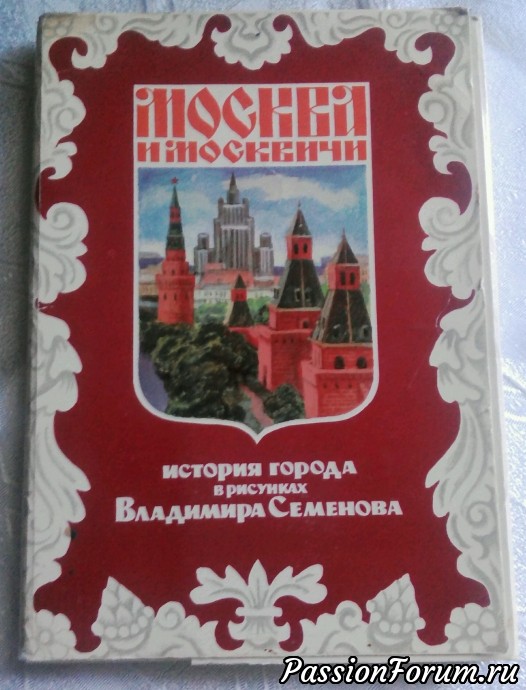 МОСКВА
И МОСКВИЧИ
ИСТОРИЯ ГОРОДА
В РИСУНКАХ
ВЛАДИМИРА СЕМЕНОВА
PassionForum.ru